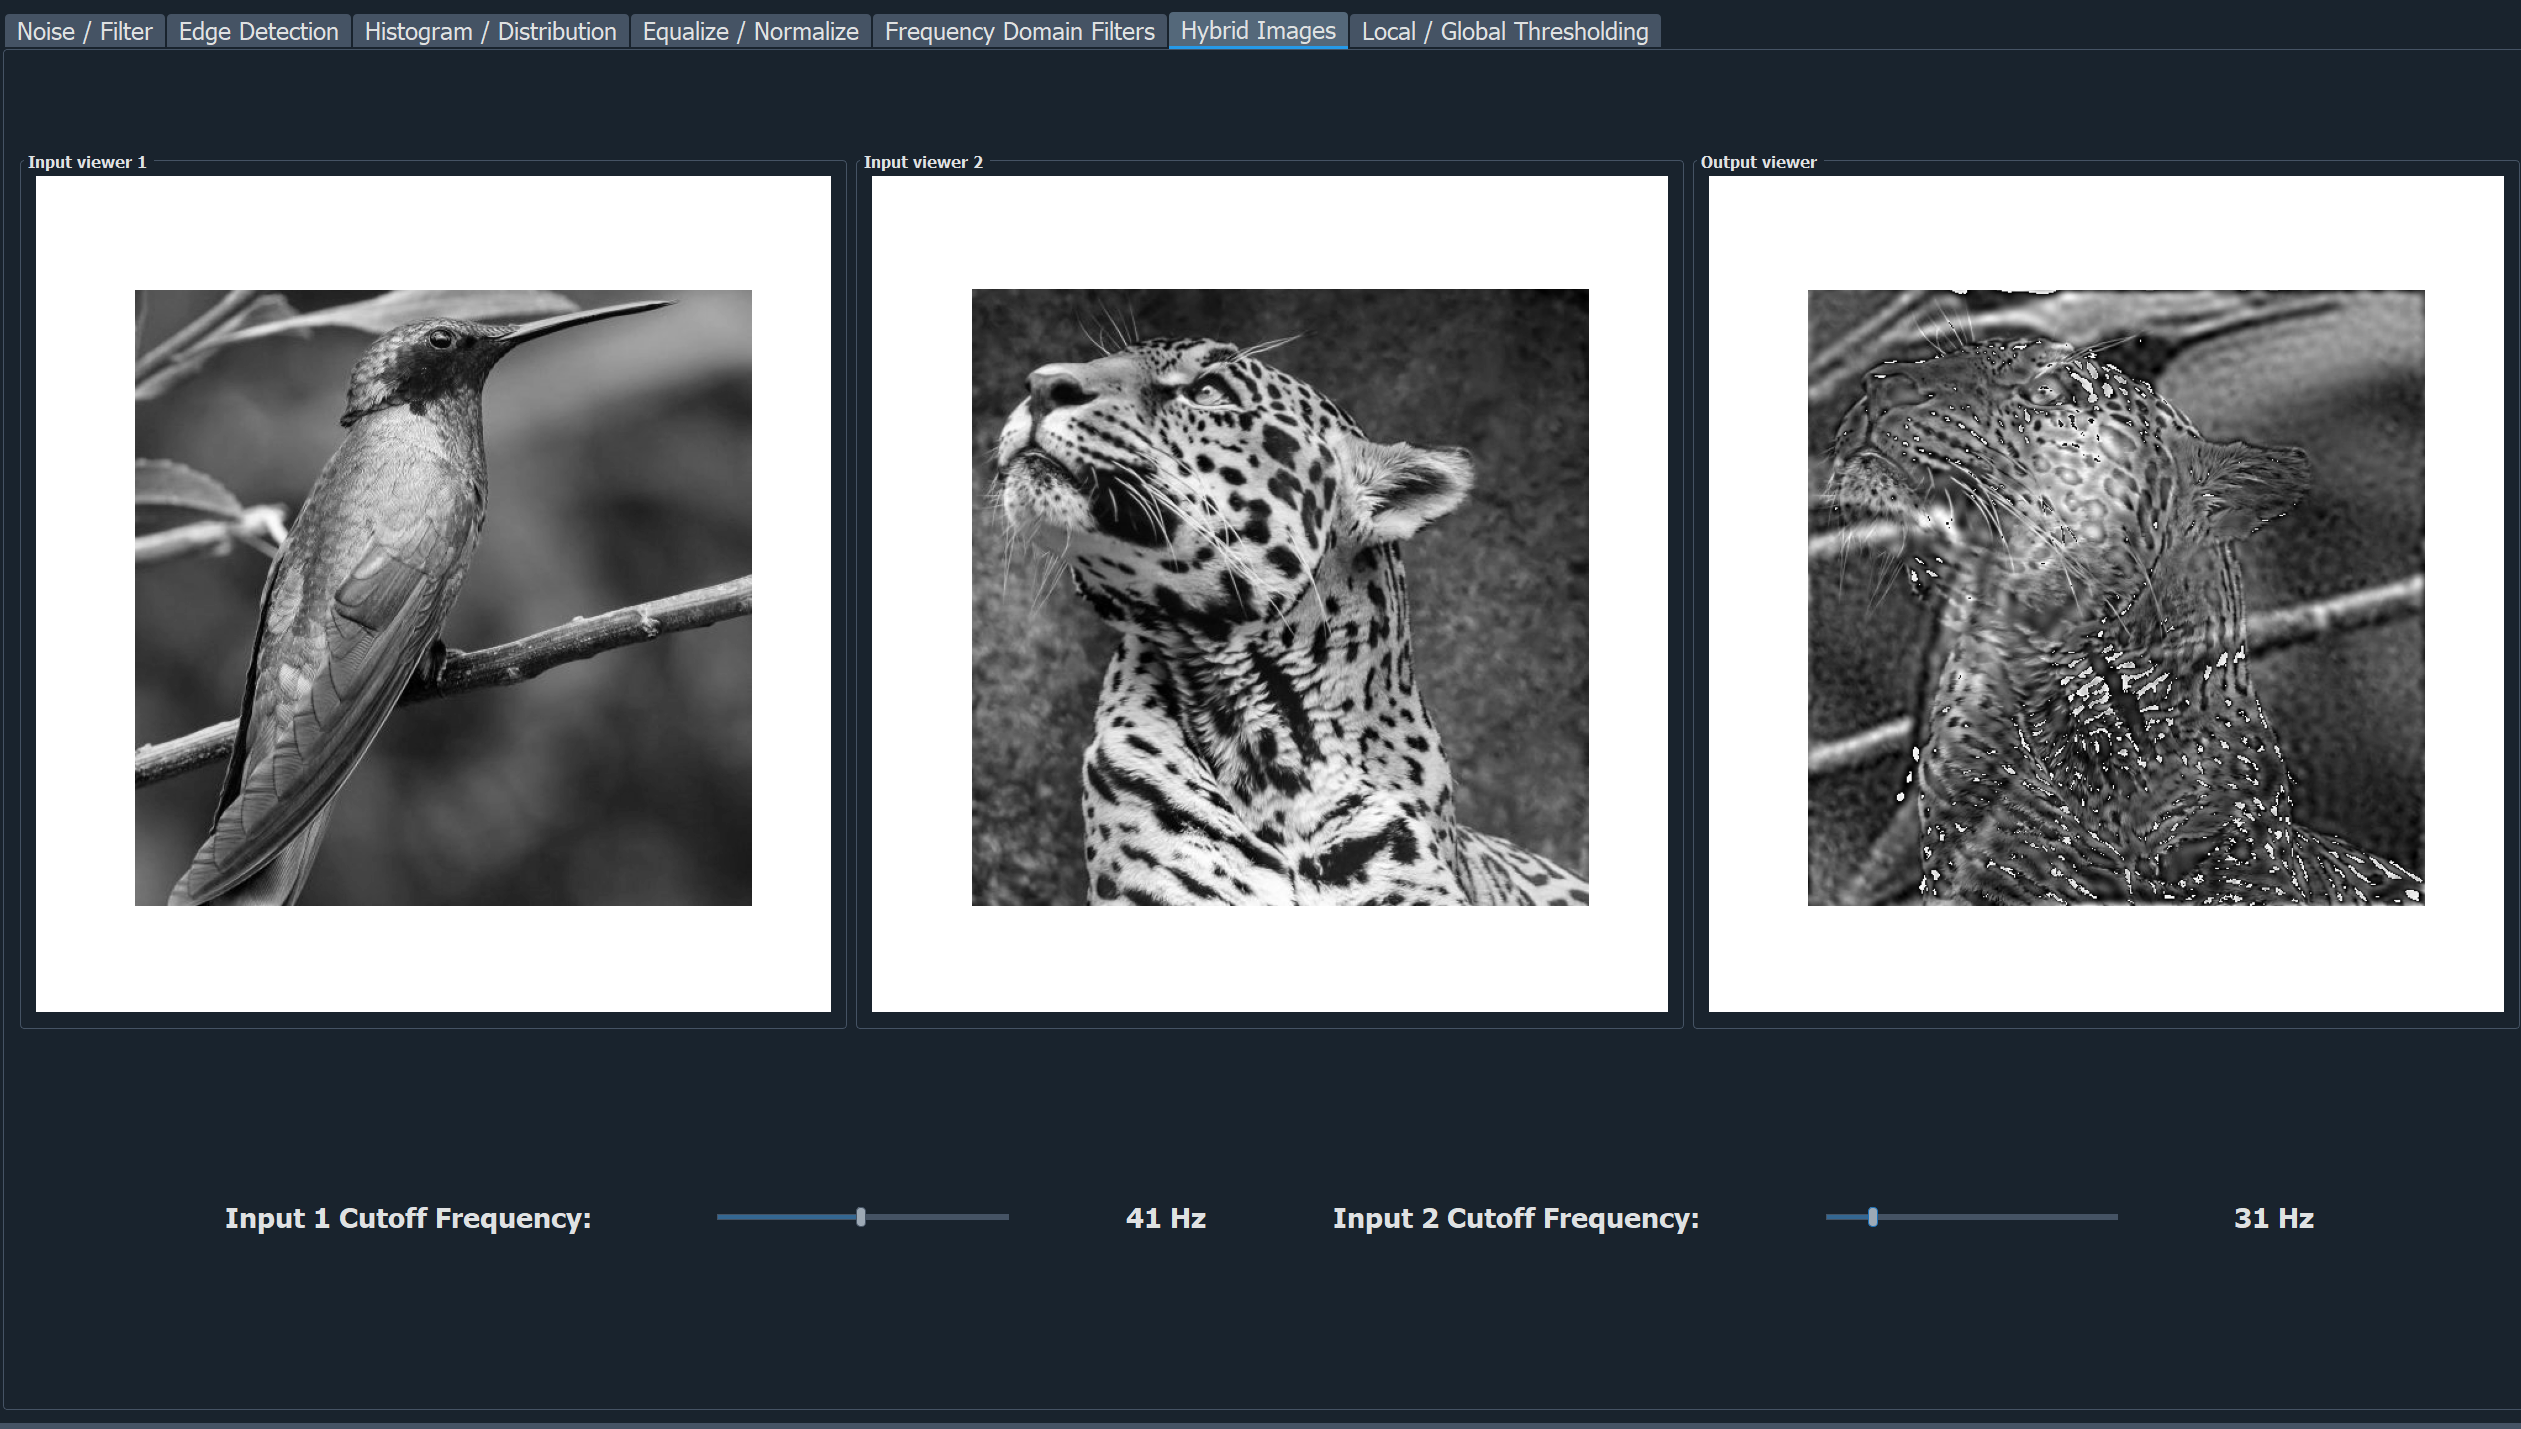 Noise / Filter Edge Detection Histogram / Distribution Equalize / Normalize Frequency Domain Filters Hybrid Images Local / Global Thresholding
Input viewer 1 Input viewer 2 Output viewer
Input 1 Cutoff Frequency: 41 Hz Input 2 Cutoff Frequency: 31 Hz